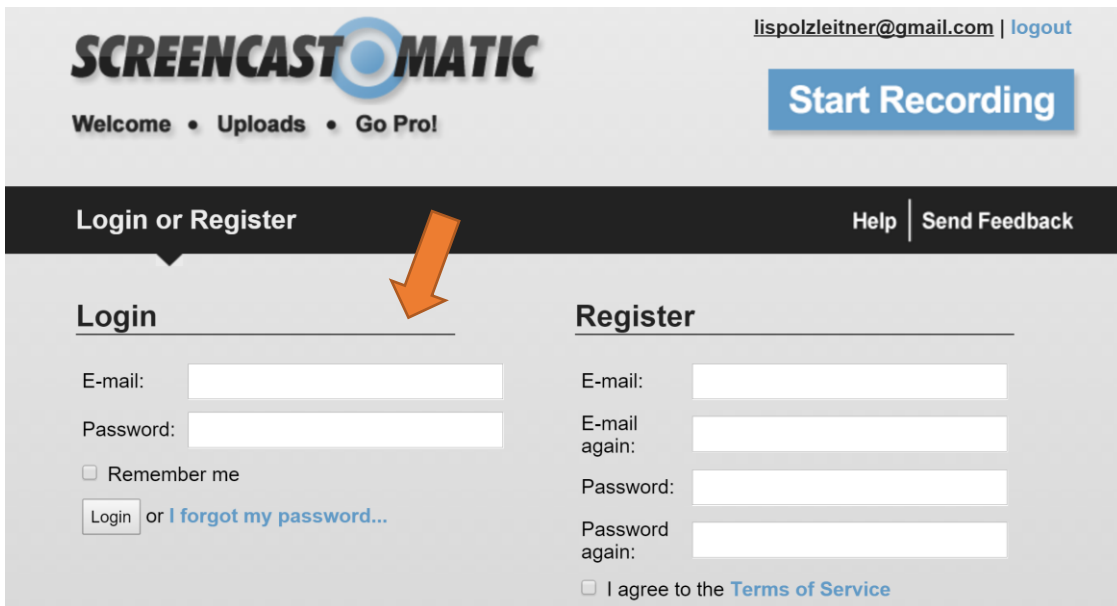 SCREENCAST O MATIC
lispolzleitner@gmail.com | logout
Start Recording
Welcome • Uploads • Go Pro!
Login or Register
Help | Send Feedback
Login
E-mail:
Password:
Remember me
Login or I forgot my password...
Register
E-mail:
E-mail
again:
Password:
Password
again:
I agree to the Terms of Service